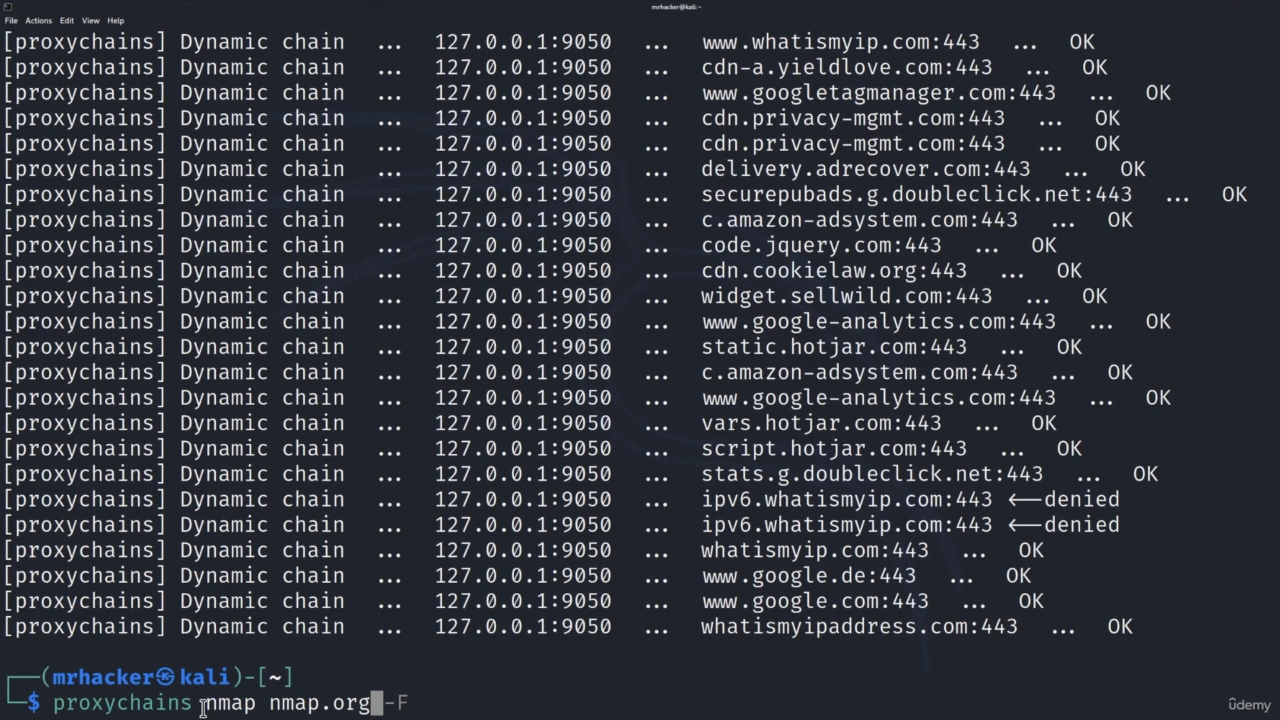 mrhacker@kali: ~
File Actions Edit View Help
[proxychains] Dynamic chain ... 127.0.0.1:9050 ... www.whatismyip.com:443 ... OK
[proxychains] Dynamic chain ... 127.0.0.1:9050 ... cdn-a.yieldlove.com:443 ... OK
[proxychains] Dynamic chain ... 127.0.0.1:9050 ... www.googletagmanager.com:443 ... OK
[proxychains] Dynamic chain ... 127.0.0.1:9050 ... cdn.privacy-mgmt.com:443 ... OK
[proxychains] Dynamic chain ... 127.0.0.1:9050 ... cdn.privacy-mgmt.com:443 ... OK
[proxychains] Dynamic chain ... 127.0.0.1:9050 ... delivery.adrecover.com:443 ... OK
[proxychains] Dynamic chain ... 127.0.0.1:9050 ... securepubads.g.doubleclick.net:443 ... OK
[proxychains] Dynamic chain ... 127.0.0.1:9050 ... c.amazon-adsystem.com:443 ... OK
[proxychains] Dynamic chain ... 127.0.0.1:9050 ... code.jquery.com:443 ... OK
[proxychains] Dynamic chain ... 127.0.0.1:9050 ... cdn.cookielaw.org:443 ... OK
[proxychains] Dynamic chain ... 127.0.0.1:9050 ... widget.sellwild.com:443 ... OK
[proxychains] Dynamic chain ... 127.0.0.1:9050 ... www.google-analytics.com:443 ... OK
[proxychains] Dynamic chain ... 127.0.0.1:9050 ... static.hotjar.com:443 ... OK
[proxychains] Dynamic chain ... 127.0.0.1:9050 ... c.amazon-adsystem.com:443 ... OK
[proxychains] Dynamic chain ... 127.0.0.1:9050 ... www.google-analytics.com:443 ... OK
[proxychains] Dynamic chain ... 127.0.0.1:9050 ... vars.hotjar.com:443 ... OK
[proxychains] Dynamic chain ... 127.0.0.1:9050 ... script.hotjar.com:443 ... OK
[proxychains] Dynamic chain ... 127.0.0.1:9050 ... stats.g.doubleclick.net:443 ... OK
[proxychains] Dynamic chain ... 127.0.0.1:9050 ... ipv6.whatismyip.com:443 <--denied
[proxychains] Dynamic chain ... 127.0.0.1:9050 ... ipv6.whatismyip.com:443 <--denied
[proxychains] Dynamic chain ... 127.0.0.1:9050 ... whatismyip.com:443 ... OK
[proxychains] Dynamic chain ... 127.0.0.1:9050 ... www.google.de:443 ... OK
[proxychains] Dynamic chain ... 127.0.0.1:9050 ... www.google.com:443 ... OK
[proxychains] Dynamic chain ... 127.0.0.1:9050 ... whatismyipaddress.com:443 ... OK
┌──(mrhacker㉿kali)-[~]
└─$ proxychains nmap nmap.org -F
ûdemy